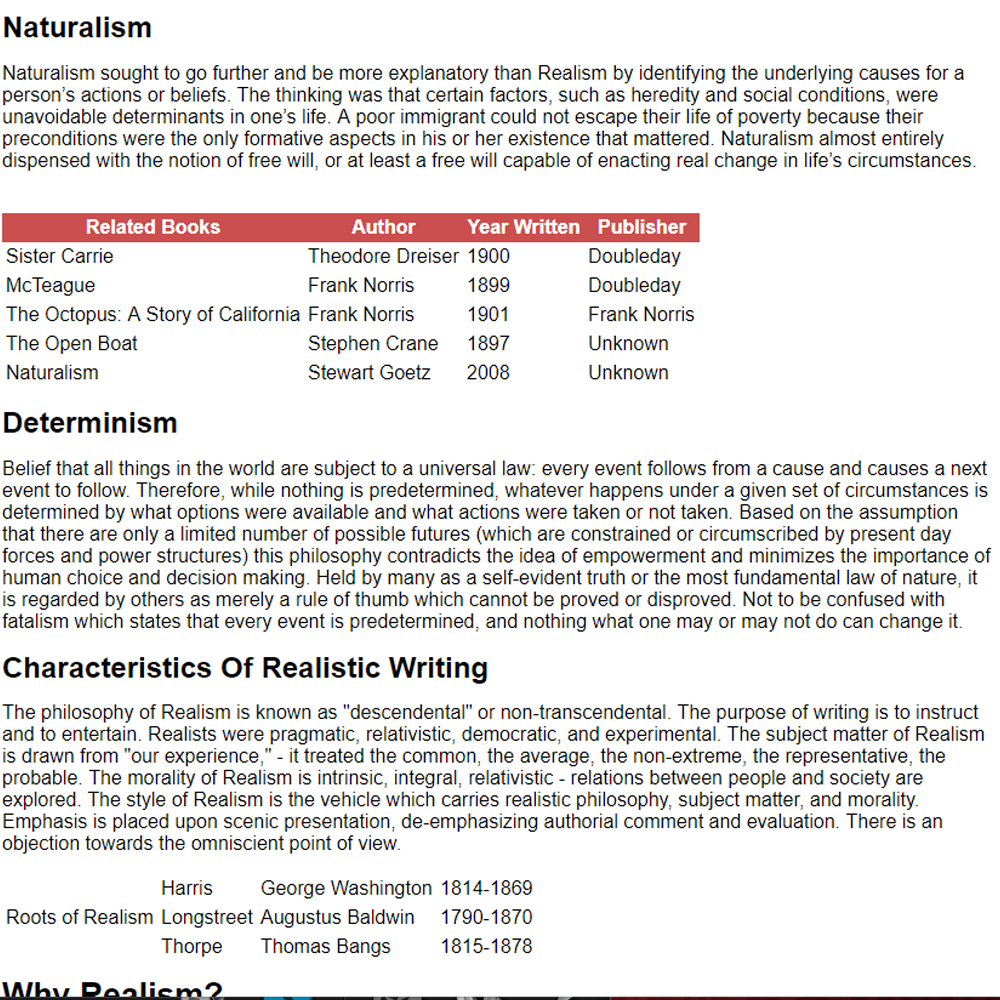 Naturalism
Naturalism sought to go further and be more explanatory than Realism by identifying the underlying causes for a
person’s actions or beliefs. The thinking was that certain factors, such as heredity and social conditions, were
unavoidable determinants in one’s life. A poor immigrant could not escape their life of poverty because their
preconditions were the only formative aspects in his or her existence that mattered. Naturalism almost entirely
dispensed with the notion of free will, or at least a free will capable of enacting real change in life’s circumstances.
Related Books Author Year Written Publisher
Sister Carrie Theodore Dreiser 1900 Doubleday
McTeague Frank Norris 1899 Doubleday
The Octopus: A Story of California Frank Norris 1901 Frank Norris
The Open Boat Stephen Crane 1897 Unknown
Naturalism Stewart Goetz 2008 Unknown
Determinism
Belief that all things in the world are subject to a universal law: every event follows from a cause and causes a next
event to follow. Therefore, while nothing is predetermined, whatever happens under a given set of circumstances is
determined by what options were available and what actions were taken or not taken. Based on the assumption
that there are only a limited number of possible futures (which are constrained or circumscribed by present day
forces and power structures) this philosophy contradicts the idea of empowerment and minimizes the importance of
human choice and decision making. Held by many as a self-evident truth or the most fundamental law of nature, it
is regarded by others as merely a rule of thumb which cannot be proved or disproved. Not to be confused with
fatalism which states that every event is predetermined, and nothing what one may or may not do can change it.
Characteristics Of Realistic Writing
The philosophy of Realism is known as "descendental" or non-transcendental. The purpose of writing is to instruct
and to entertain. Realists were pragmatic, relativistic, democratic, and experimental. The subject matter of Realism
is drawn from "our experience," - it treated the common, the average, the non-extreme, the representative, the
probable. The morality of Realism is intrinsic, integral, relativistic - relations between people and society are
explored. The style of Realism is the vehicle which carries realistic philosophy, subject matter, and morality.
Emphasis is placed upon scenic presentation, de-emphasizing authorial comment and evaluation. There is an
objection towards the omniscient point of view.
Harris George Washington 1814-1869
Roots of Realism Longstreet Augustus Baldwin 1790-1870
Thorpe Thomas Bangs 1815-1878
Why Realism?